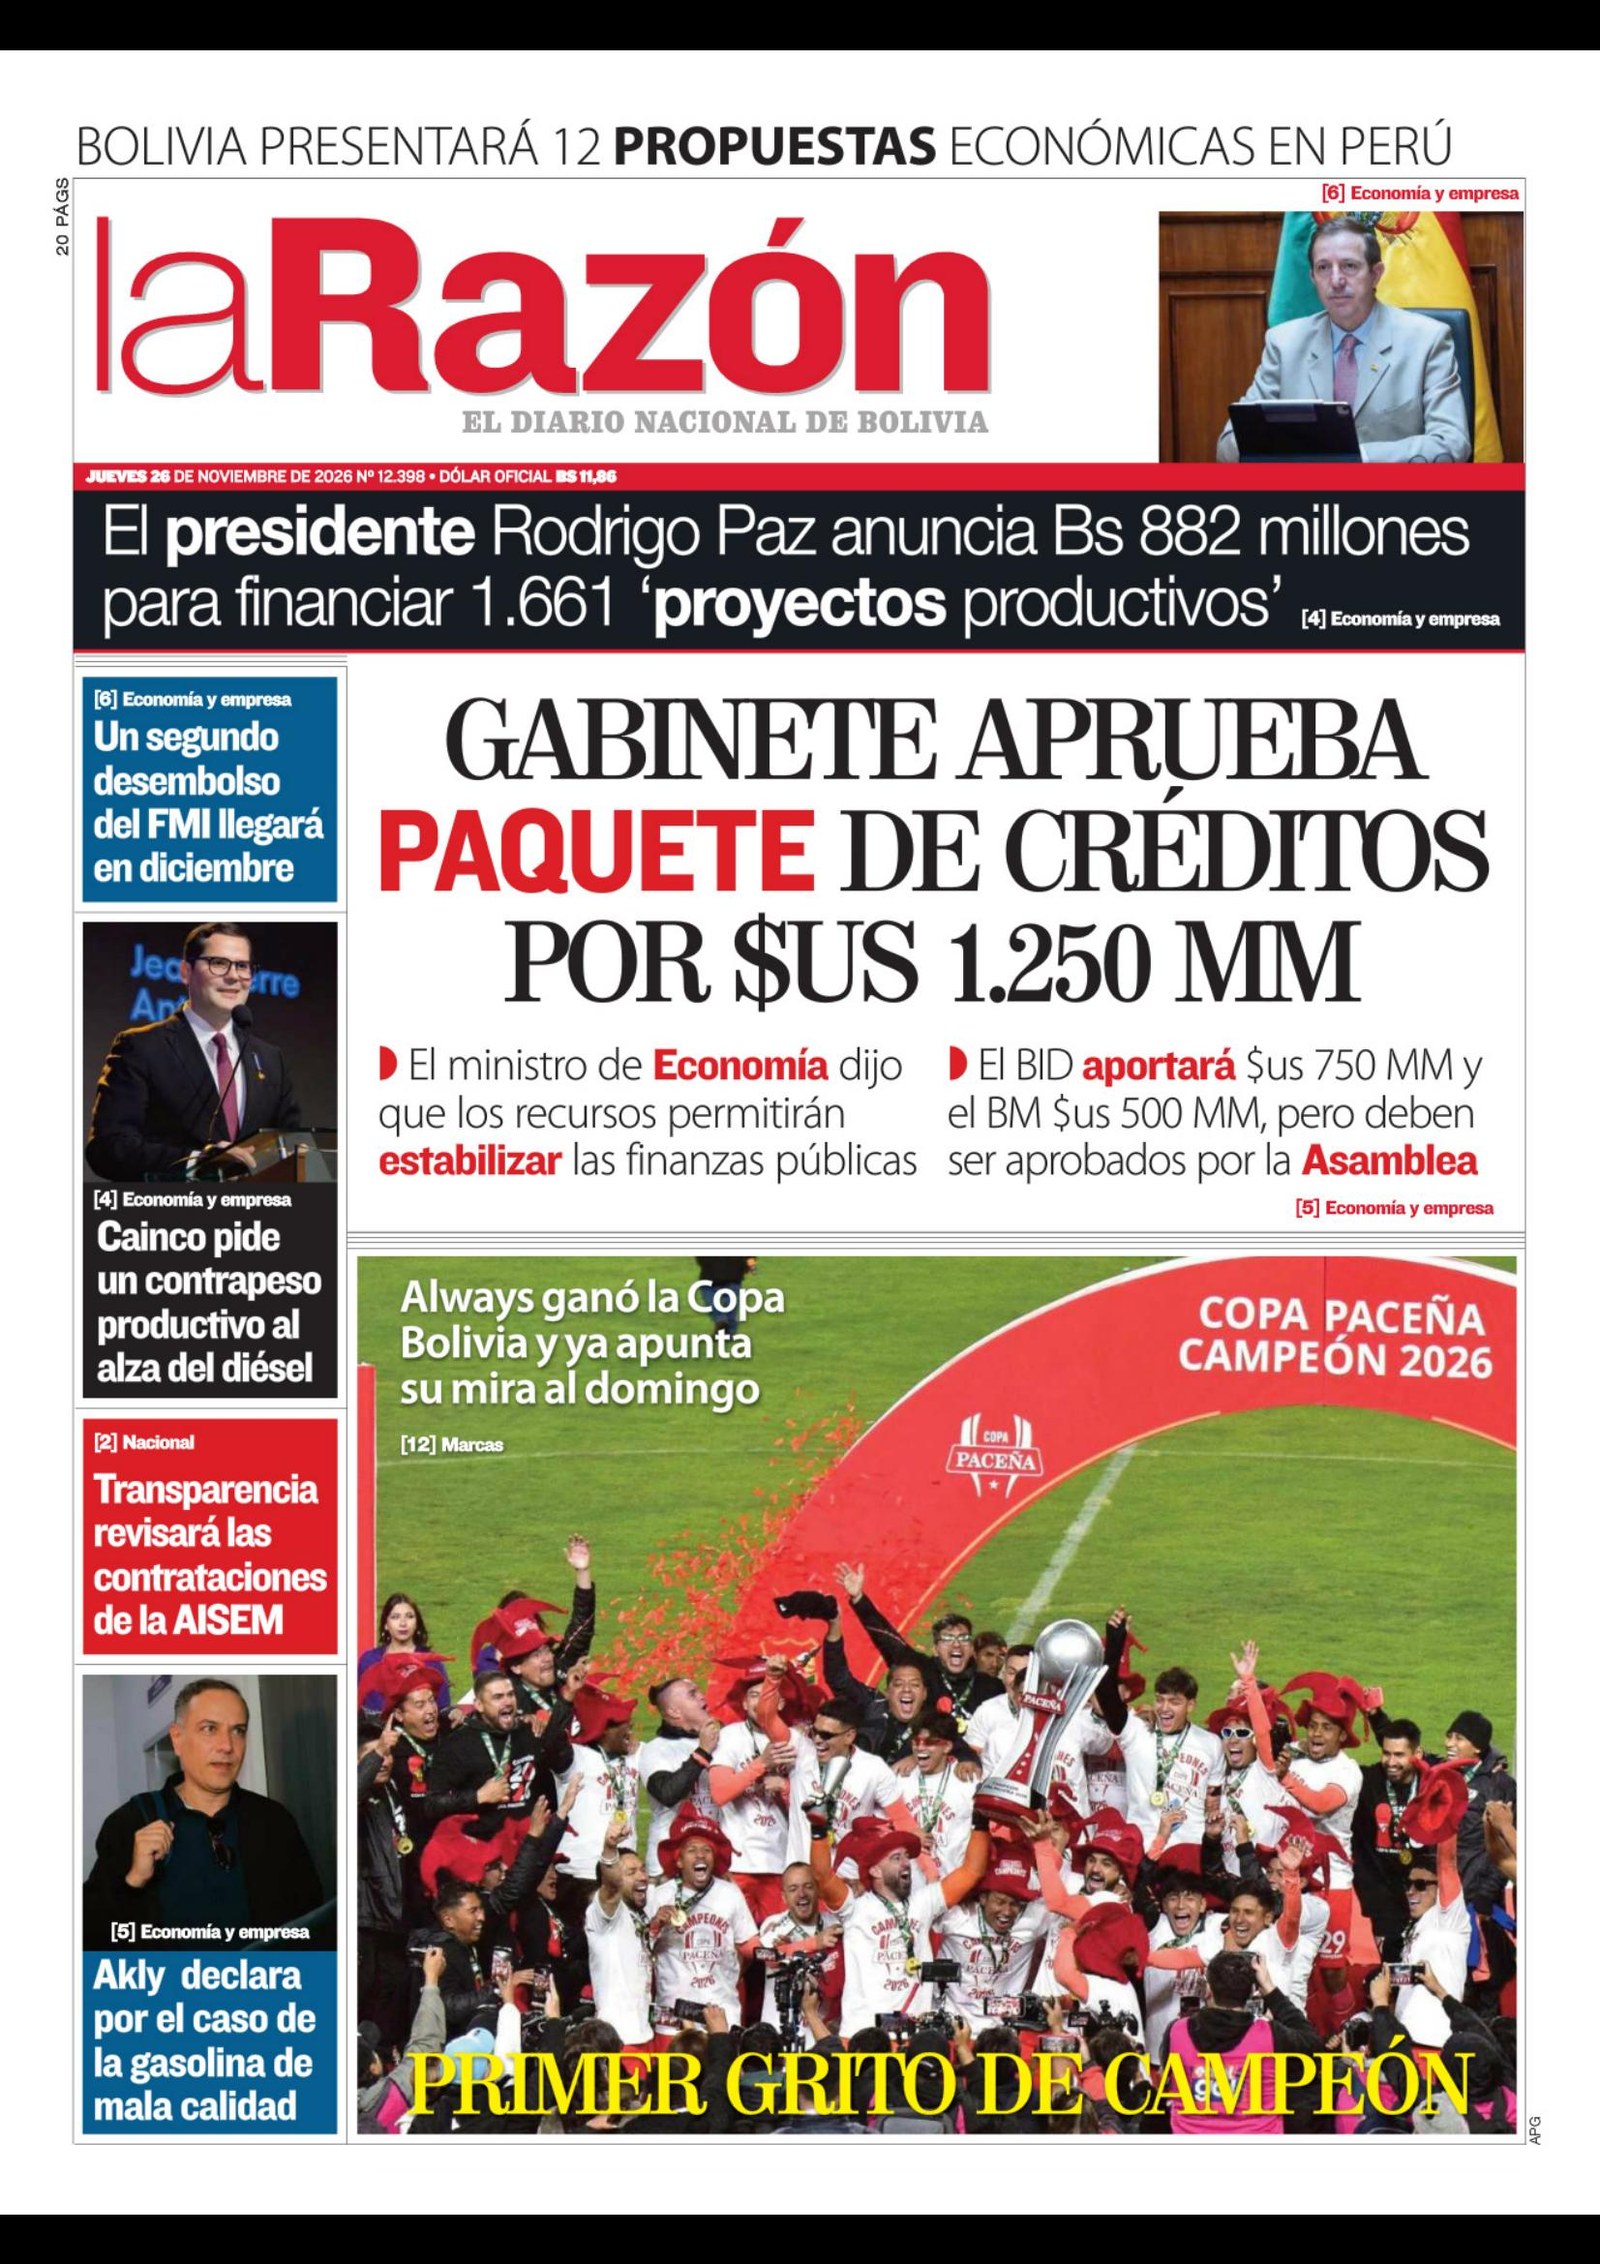 BOLIVIA PRESENTARÁ 12 PROPUESTAS ECONÓMICAS EN PERÚ
[6] Economía y empresa
20 PÁGS
laRazón
EL DIARIO NACIONAL DE BOLIVIA
JUEVES 26 DE NOVIEMBRE DE 2026 Nº 12.398 • DÓLAR OFICIAL BS 11,86
El presidente Rodrigo Paz anuncia Bs 882 millones
para financiar 1.661 ‘proyectos productivos’ [4] Economía y empresa
[6] Economía y empresa
Un segundo
desembolso
del FMI llegará
en diciembre
[4] Economía y empresa
Cainco pide
un contrapeso
productivo al
alza del diésel
[2] Nacional
Transparencia
revisará las
contrataciones
de la AISEM
[5] Economía y empresa
Akly declara
por el caso de
la gasolina de
mala calidad
GABINETE APRUEBA
PAQUETE DE CRÉDITOS
POR $US 1.250 MM
El ministro de Economía dijo
que los recursos permitirán
estabilizar las finanzas públicas
El BID aportará $us 750 MM y
el BM $us 500 MM, pero deben
ser aprobados por la Asamblea
[5] Economía y empresa
Always ganó la Copa
Bolivia y ya apunta
su mira al domingo
[12] Marcas
COPA PACEÑA
CAMPEÓN 2026
COPA
PACEÑA
PACEÑA
CAMPEONES
COPA
PACEÑA
2026
29
PRIMER GRITO DE CAMPEÓN
APG